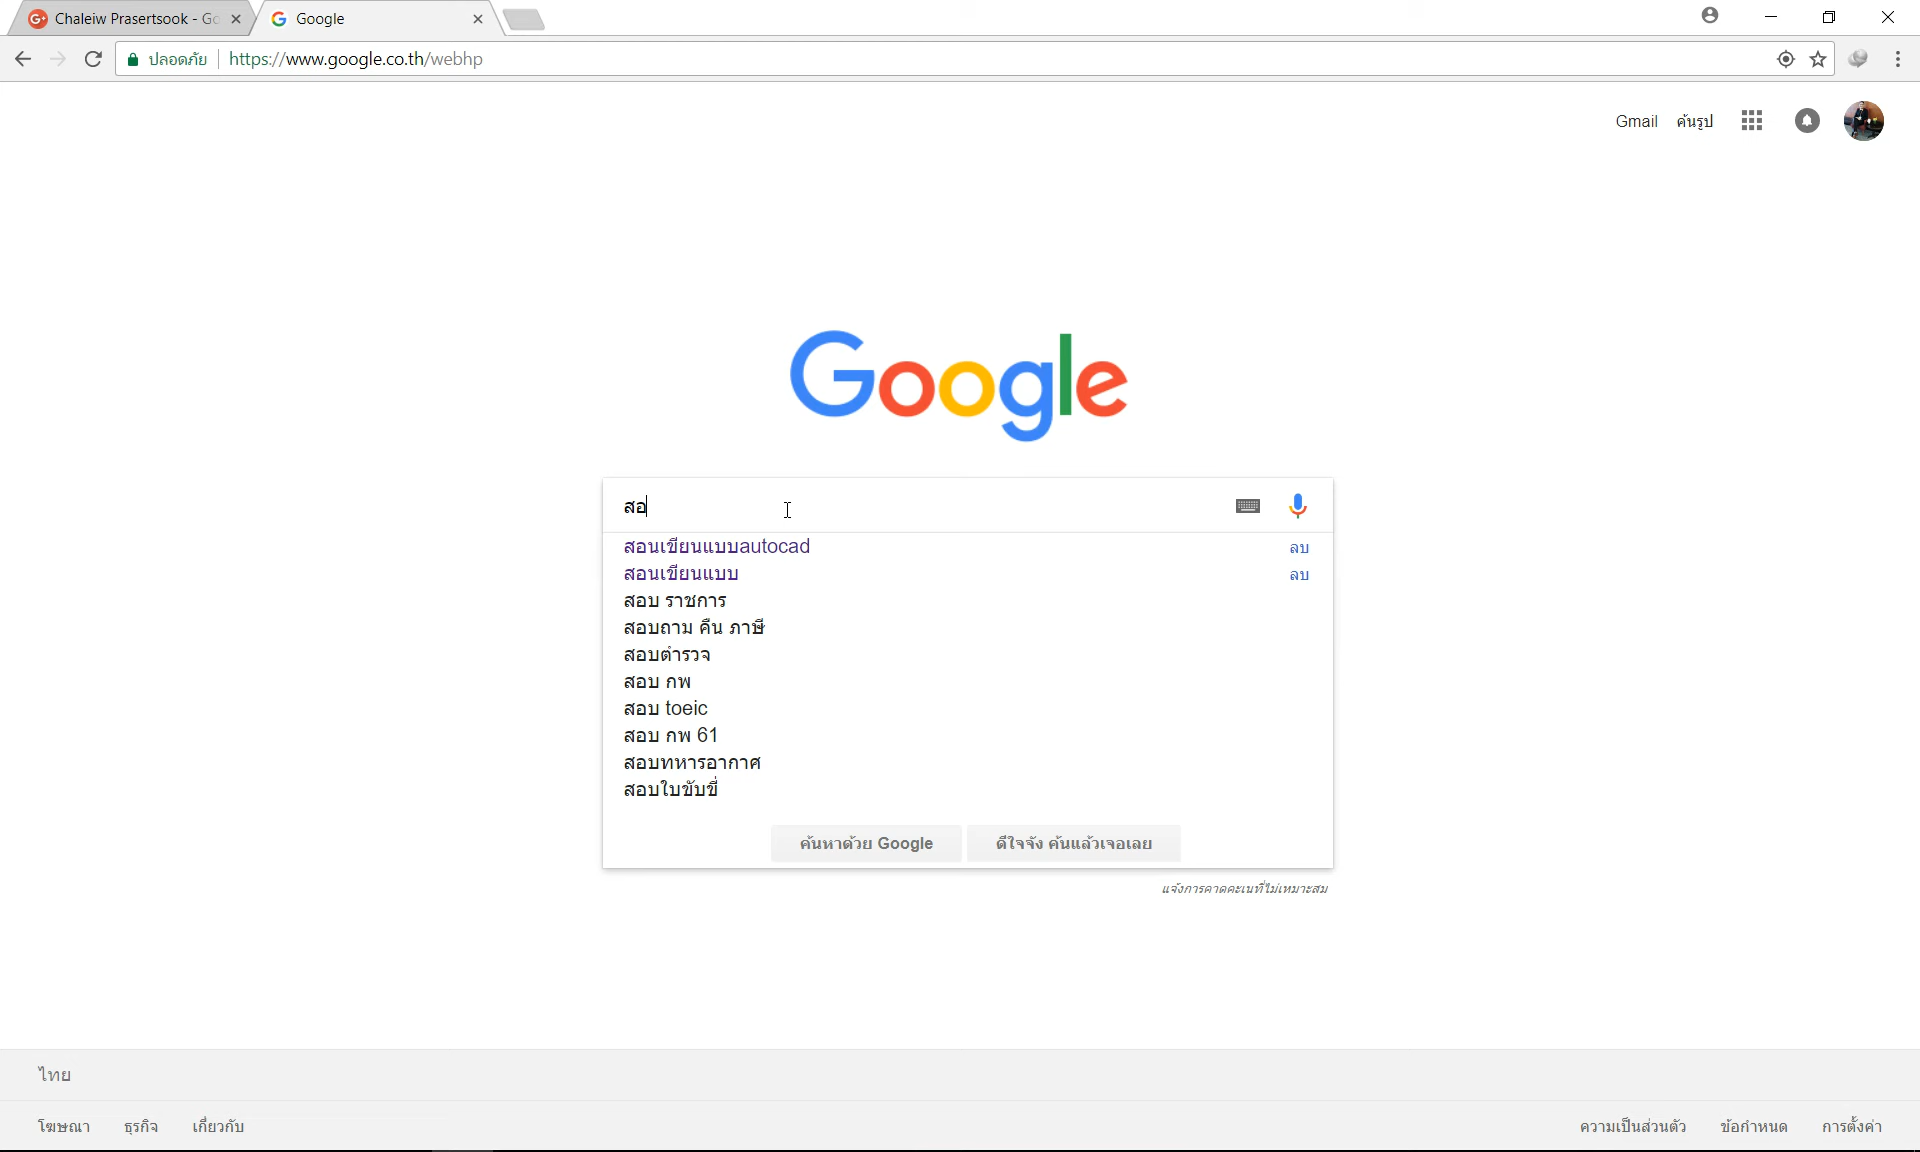 Chaleiw Prasertsook - Go
Google
ปลอดภัย
https://www.google.co.th/webhp
Gmail ค้นรูป
Google
สอ
สอนเขียนแบบautocad ลบ
สอนเขียนแบบ ลบ
สอบ ราชการ
สอบถาม คืน ภาษี
สอบตำรวจ
สอบ กพ
สอบ toeic
สอบ กพ 61
สอบทหารอากาศ
สอบใบขับขี่
ค้นหาด้วย Google ดีใจจัง ค้นแล้วเจอเลย
แจ้งการคาดคะเนที่ไม่เหมาะสม
ไทย
โฆษณา ธุรกิจ เกี่ยวกับ ความเป็นส่วนตัว ข้อกำหนด การตั้งค่า